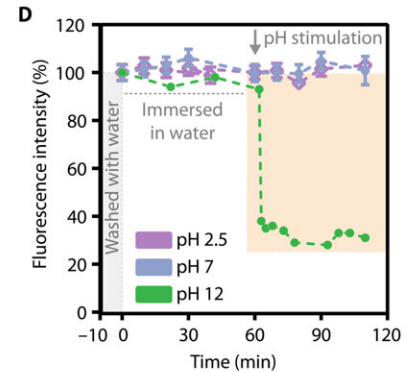 D
120
100
80
60
40
20
0
Fluorescence intensity (%)
Washed with water
pH stimulation
Immersed
in water
pH 2.5
pH 7
pH 12
−10 0 30 60 90 120
Time (min)